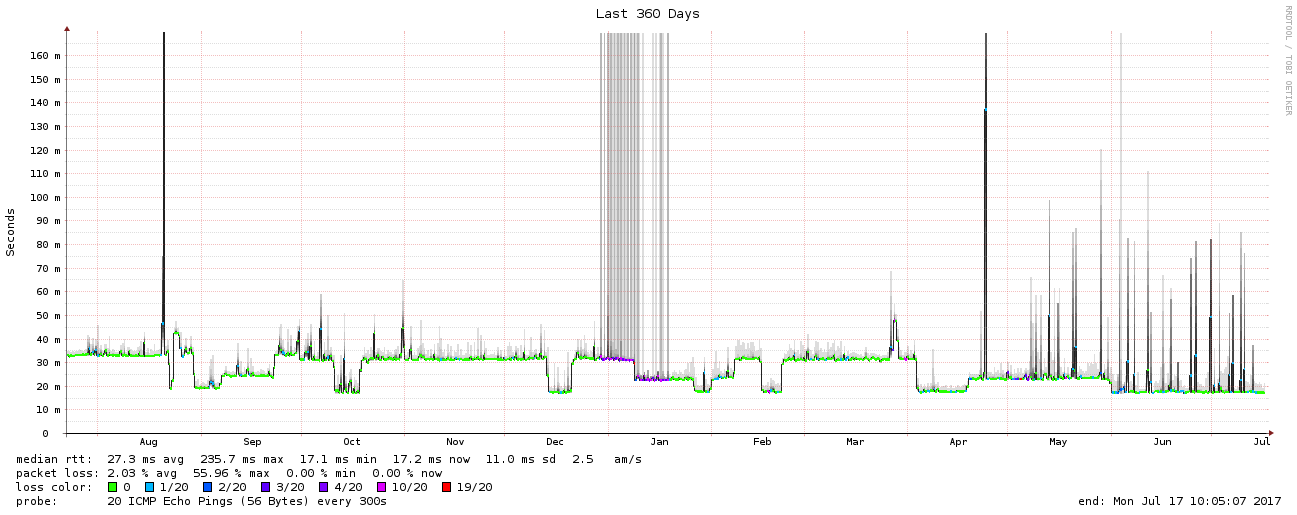 Last 360 Days
RRDTOOL / TOBI OETIKER
Seconds
160 m
150 m
140 m
130 m
120 m
110 m
100 m
90 m
80 m
70 m
60 m
50 m
40 m
30 m
20 m
10 m
0
Aug Sep Oct Nov Dec Jan Feb Mar Apr May Jun Jul
median rtt: 27.3 ms avg 235.7 ms max 17.1 ms min 17.2 ms now 11.0 ms sd 2.5 am/s
packet loss: 2.03 % avg 55.96 % max 0.00 % min 0.00 % now
loss color: 0 1/20 2/20 3/20 4/20 10/20 19/20
probe: 20 ICMP Echo Pings (56 Bytes) every 300s end: Mon Jul 17 10:05:07 2017